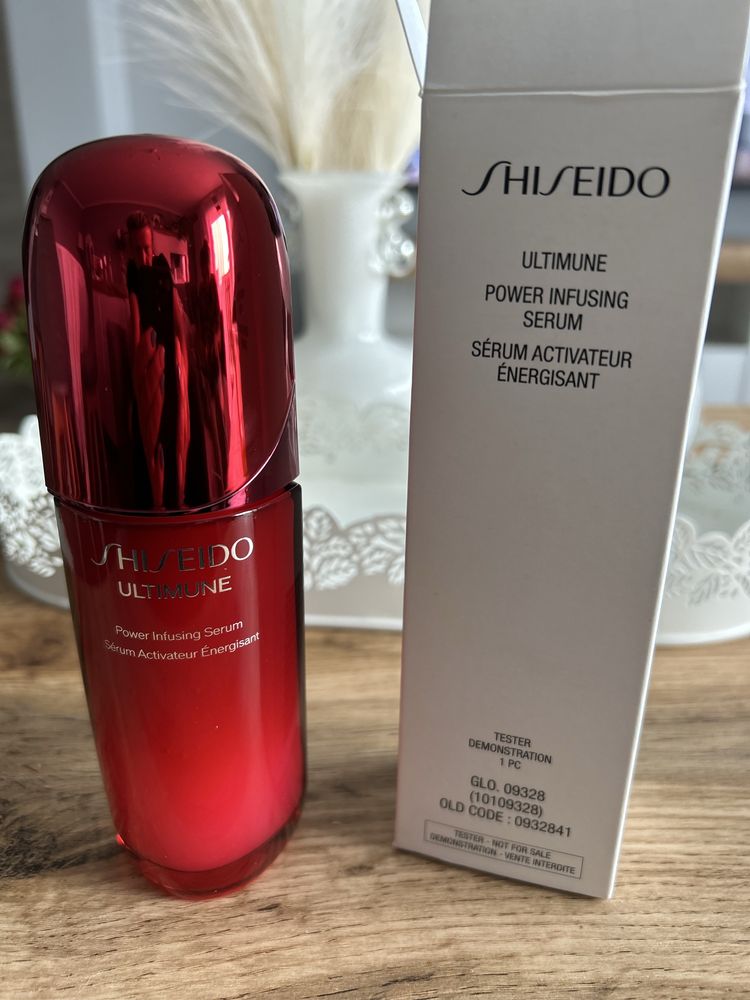 SHISEIDO
ULTIMUNE
Power Infusing Serum
Sérum Activateur Énergisant
SHISEIDO
ULTIMUNE
POWER INFUSING
SERUM
SÉRUM ACTIVATEUR
ÉNERGISANT
TESTER
DEMONSTRATION
1 PC
GLO. 09328
(10109328)
OLD CODE : 0932841
TESTER - NOT FOR SALE
DEMONSTRATION - VENTE INTERDITE